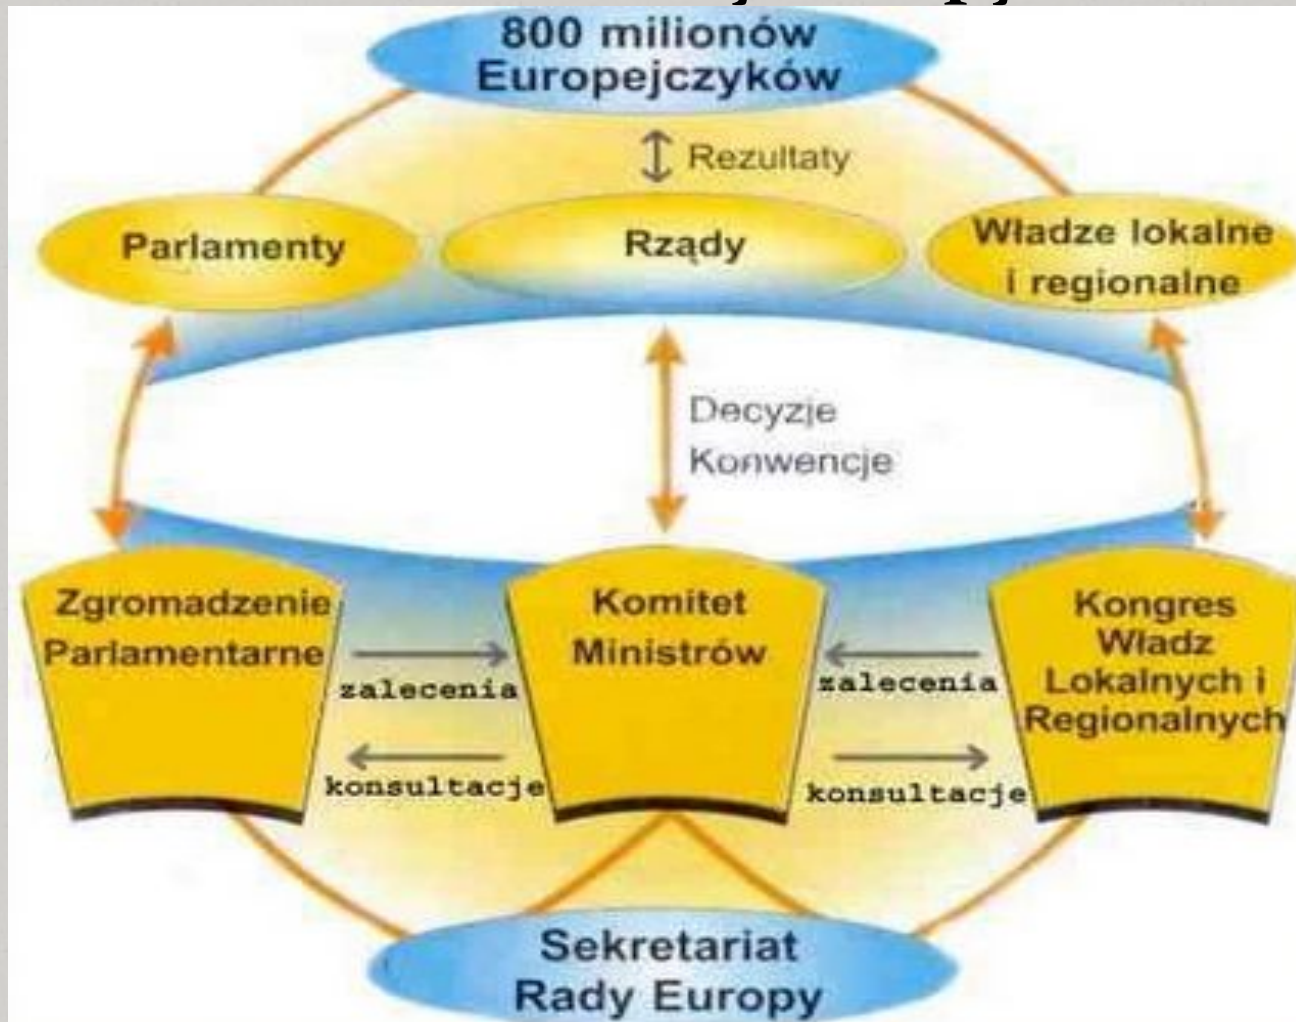 800 milionów
Europejczyków
Rezultaty
Parlamenty
Rządy
Władze lokalne
i regionalne
Decyzje
Konwencje
Zgromadzenie
Parlamentarne
Komitet
Ministrów
Kongres
Władz
Lokalnych i
Regionalnych
zalecenia
zalecenia
konsultacje
konsultacje
Sekretariat
Rady Europy